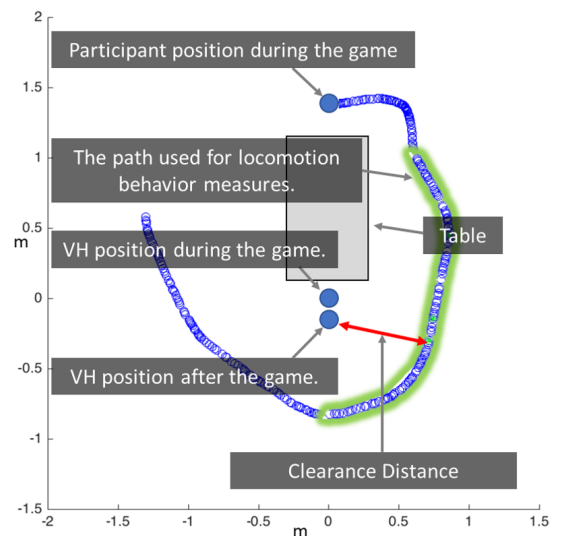 2
Participant position during the game
1.5
1
The path used for locomotion
behavior measures.
0.5
m
Table
VH position during the game.
0
VH position after the game.
-0.5
-1
Clearance Distance
-1.5
-2 -1.5 -1 -0.5 0 0.5 1 1.5
m